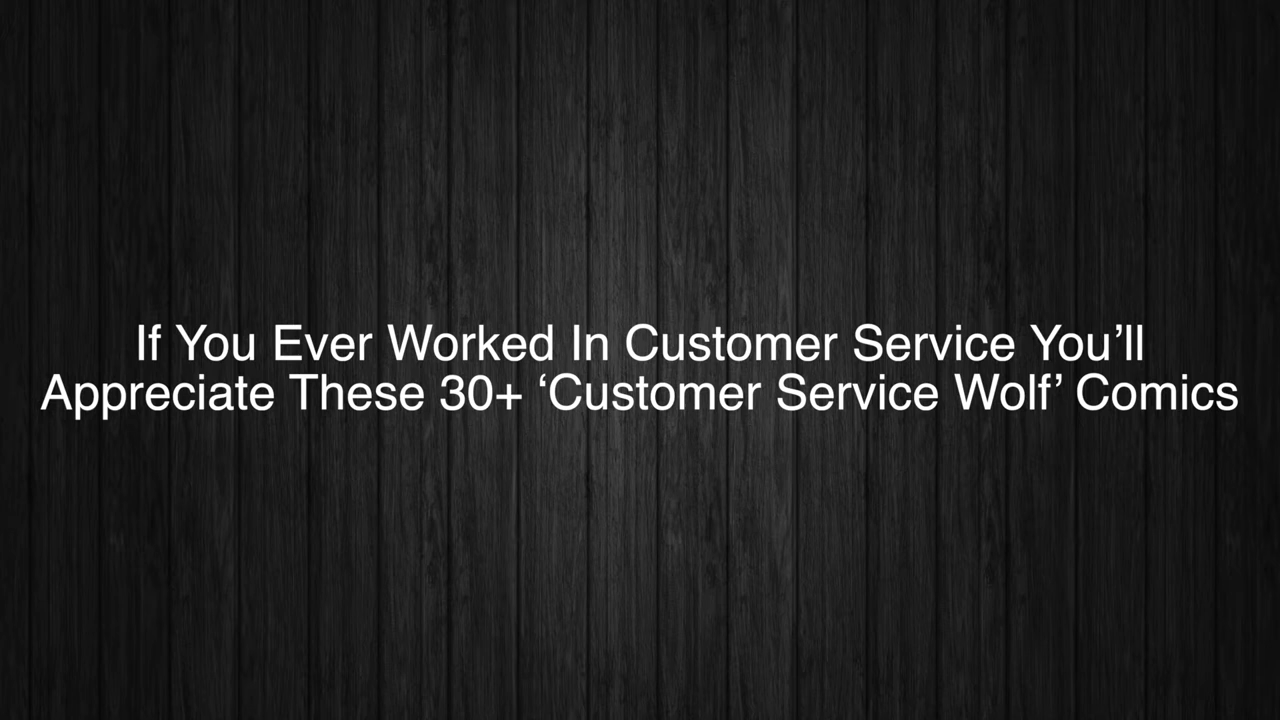 If You Ever Worked In Customer Service You’ll
Appreciate These 30+ ‘Customer Service Wolf’ Comics